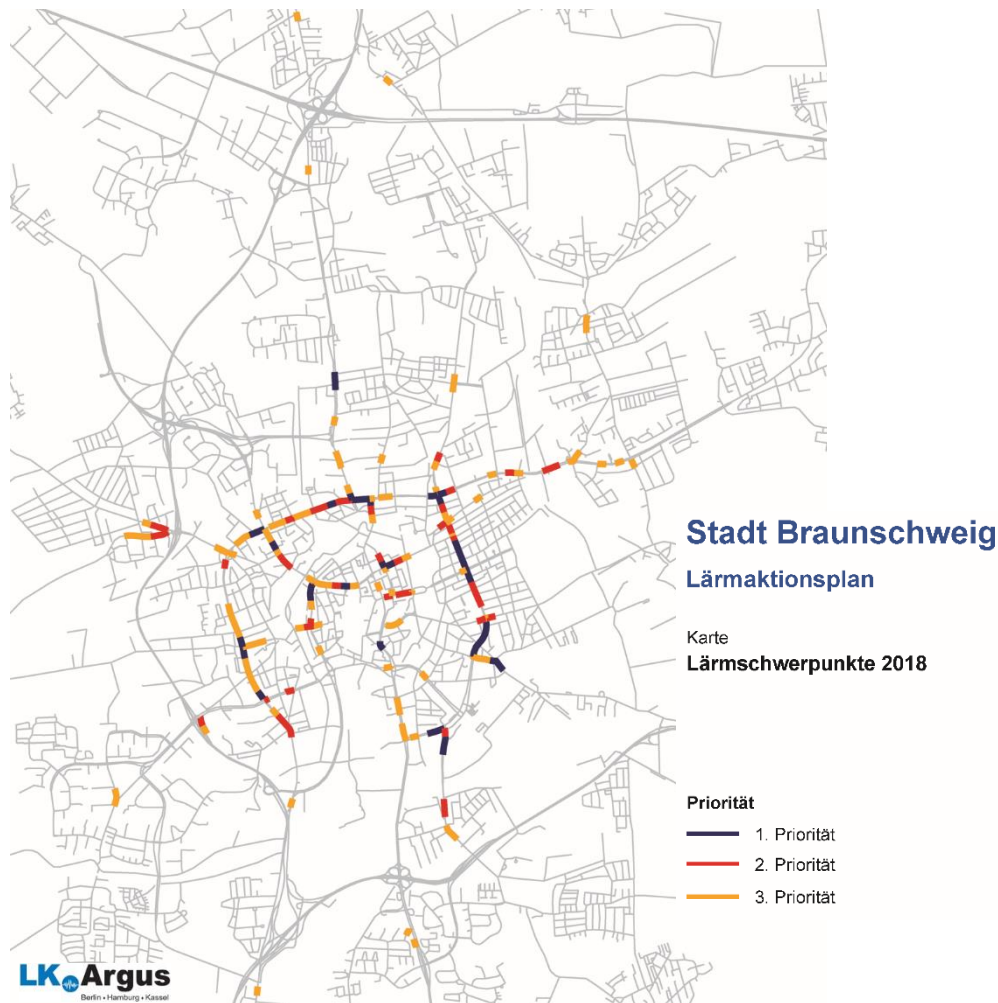 Stadt Braunschweig
Lärmaktionsplan
Karte
Lärmschwerpunkte 2018
Priorität
1. Priorität
2. Priorität
3. Priorität
LK Argus
Berlin • Hamburg • Kassel